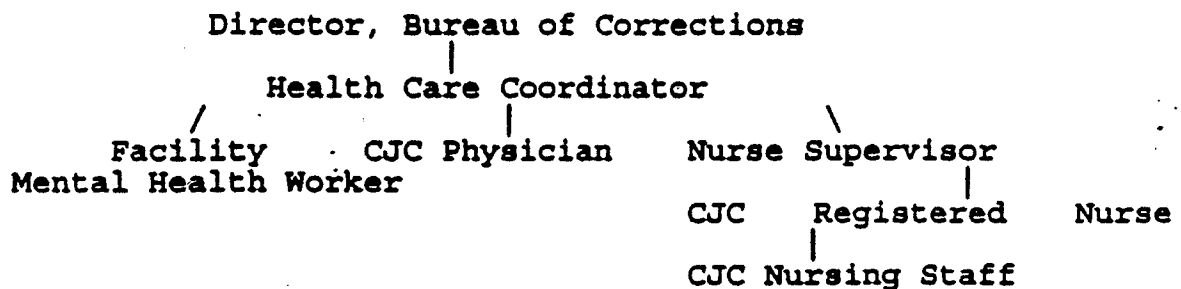 Director, Bureau of Corrections
Health Care Coordinator
Facility CJC Physician Nurse Supervisor
Mental Health Worker
CJC Registered Nurse
CJC Nursing Staff